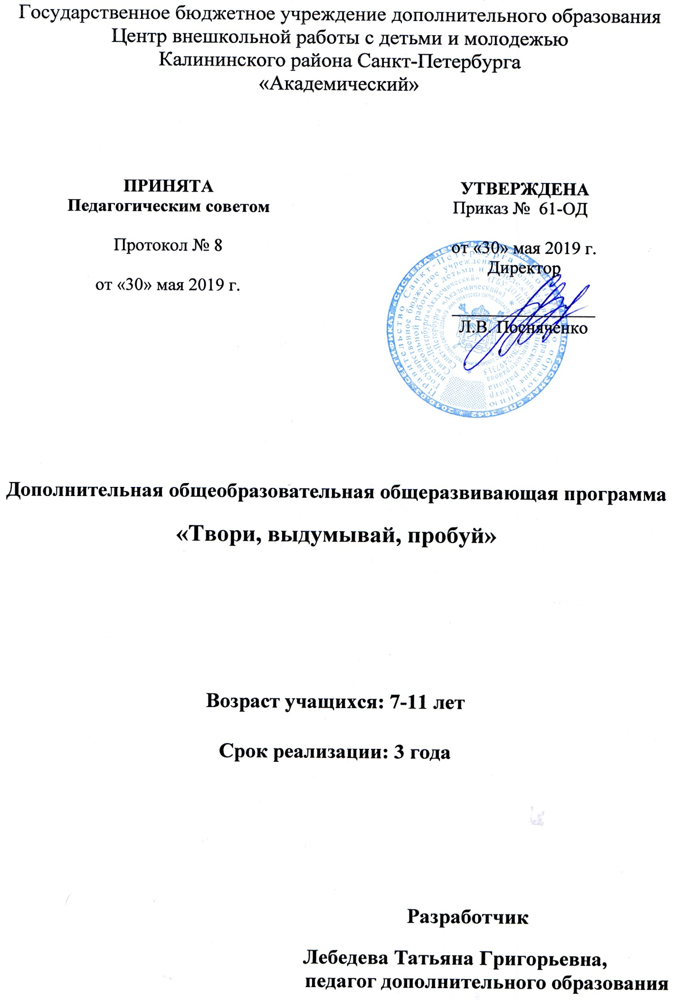 Государственное бюджетное учреждение дополнительного образования
Центр внешкольной работы с детьми и молодежью
Калининского района Санкт-Петербурга
«Академический»
ПРИНЯТА
Педагогическим советом
Протокол № 8
от «30» мая 2019 г.
УТВЕРЖДЕНА
Приказ № 61-ОД
от «30» мая 2019 г.
Директор
Л.В. Посняченко
Дополнительная общеобразовательная общеразвивающая программа
«Твори, выдумывай, пробуй»
Возраст учащихся: 7-11 лет
Срок реализации: 3 года
Разработчик
Лебедева Татьяна Григорьевна,
педагог дополнительного образования